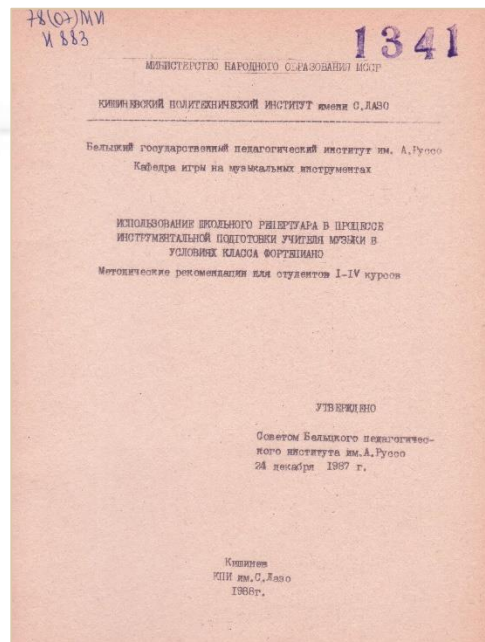 78(07)МИ
И 883
1341
МИНИСТЕРСТВО НАРОДНОГО ОБРАЗОВАНИЯ МССР
КИШИНЕВСКИЙ ПОЛИТЕХНИЧЕСКИЙ ИНСТИТУТ имени С.ЛАЗО
Бельцкий государственный педагогический институт им. А.Руссо
Кафедра игры на музыкальных инструментах
ИСПОЛЬЗОВАНИЕ ШКОЛЬНОГО РЕПЕРТУАРА В ПРОЦЕССЕ
ИНСТРУМЕНТАЛЬНОЙ ПОДГОТОВКИ УЧИТЕЛЯ МУЗЫКИ В
УСЛОВИЯХ КЛАССА ФОРТЕПИАНО
Методические рекомендации для студентов I-IV курсов
УТВЕРЖДЕНО
Советом Бельцкого педагогичес-
кого института им.А.Руссо
24 декабря 1987 г.
Кишинев
КПИ им.С.Лазо
1988г.